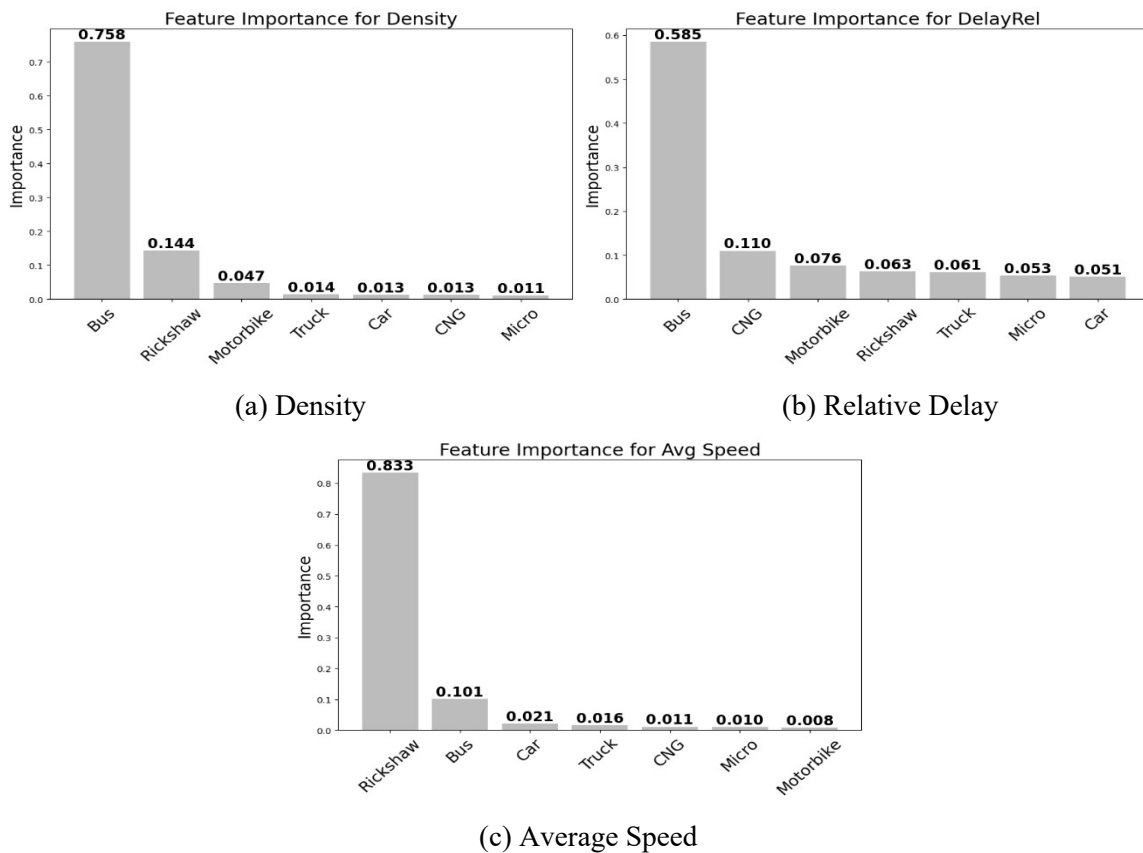 Feature Importance for Density
Importance
0.7
0.6
0.5
0.4
0.3
0.2
0.1
0.0
0.758
0.144
0.047
0.014
0.013
0.013
0.011
Bus
Rickshaw
Motorbike
Truck
Car
CNG
Micro
(a) Density
Feature Importance for DelayRel
Importance
0.6
0.5
0.4
0.3
0.2
0.1
0.0
0.585
0.110
0.076
0.063
0.061
0.053
0.051
Bus
CNG
Motorbike
Rickshaw
Truck
Micro
Car
(b) Relative Delay
Feature Importance for Avg Speed
Importance
0.8
0.7
0.6
0.5
0.4
0.3
0.2
0.1
0.0
0.833
0.101
0.021
0.016
0.011
0.010
0.008
Rickshaw
Bus
Car
Truck
CNG
Micro
Motorbike
(c) Average Speed